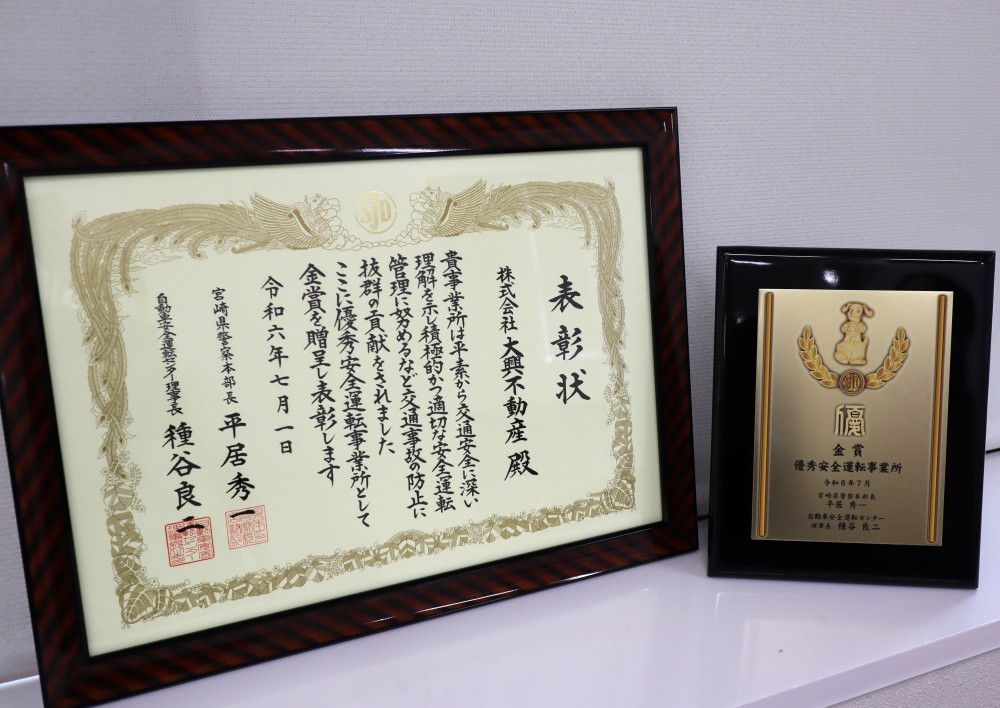 SJD
表彰状
株式会社 大興不動産 殿
貴事業所は平素から交通安全に深い
理解を示し積極的かつ適切な安全運転
管理に努めるなど交通事故の防止に
抜群の貢献をされました
ここに優秀安全運転事業所として
金賞を贈呈し表彰します
令和六年七月一日
宮崎県警察本部長 平居秀一
自動車安全運転センター理事長 種谷良二
SJD
優
金賞
優秀安全運転事業所
令和6年7月
宮崎県警察本部長
平居 秀一
自動車安全運転センター
理事長 種谷 良二